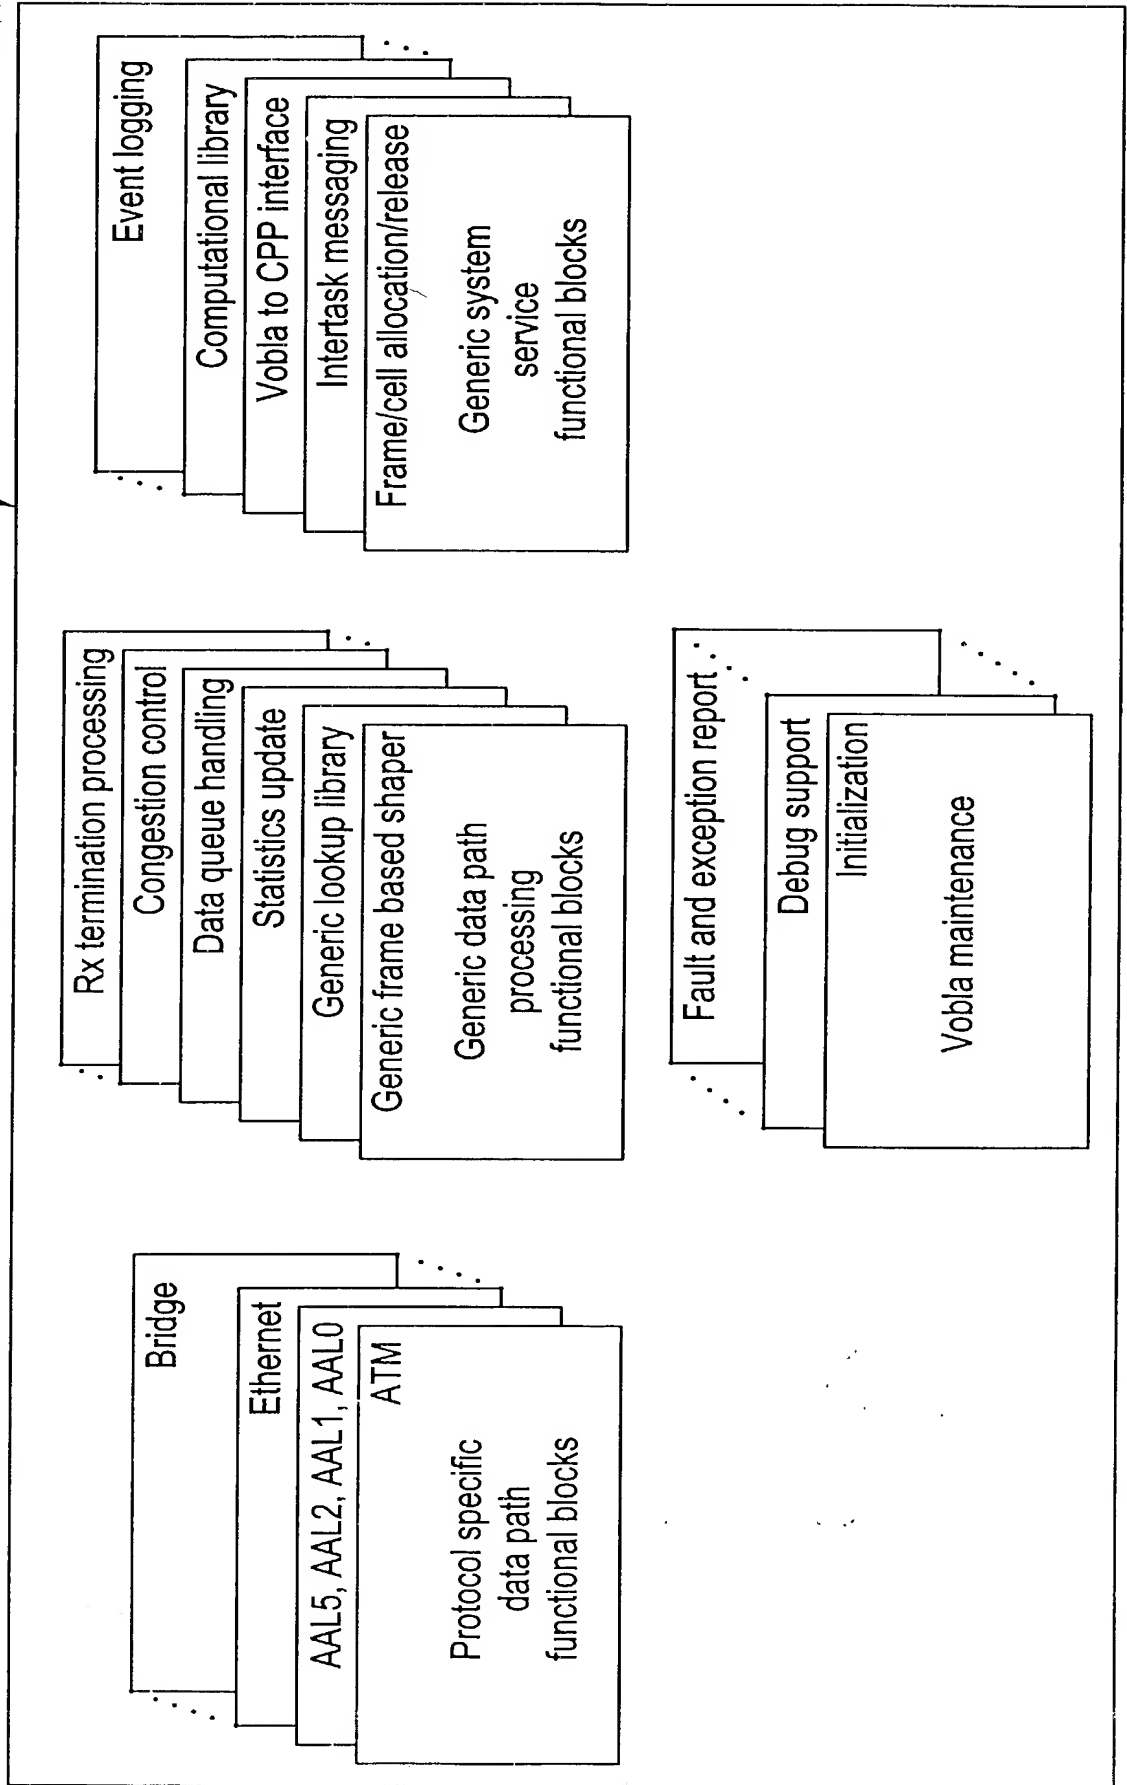 Bridge
Ethernet
AAL5, AAL2, AAL1, AAL0
ATM
Protocol specific
data path
functional blocks
Rx termination processing
Congestion control
Data queue handling
Statistics update
Generic lookup library
Generic frame based shaper
Generic data path
processing
functional blocks
Event logging
Computational library
Vobla to CPP interface
Intertask messaging
Frame/cell allocation/release
Generic system
service
functional blocks
Fault and exception report
Debug support
Initialization
Vobla maintenance